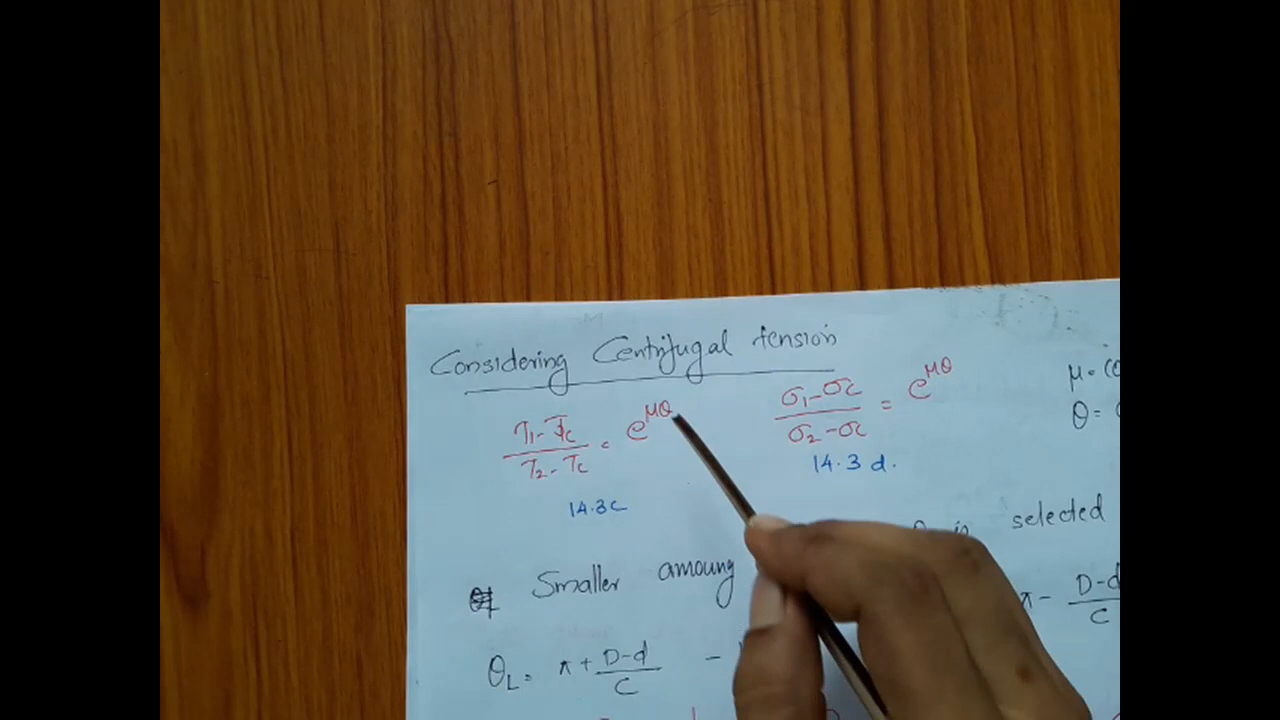 Considering Centrifugal tension
T1-Tc / T2-Tc = e^μθ σ1-σc / σ2-σc = e^μθ μ=
14.3c 14.3 d. θ=
is selected
Smaller amoung
θL = π + D-d / C - π - D-d / C